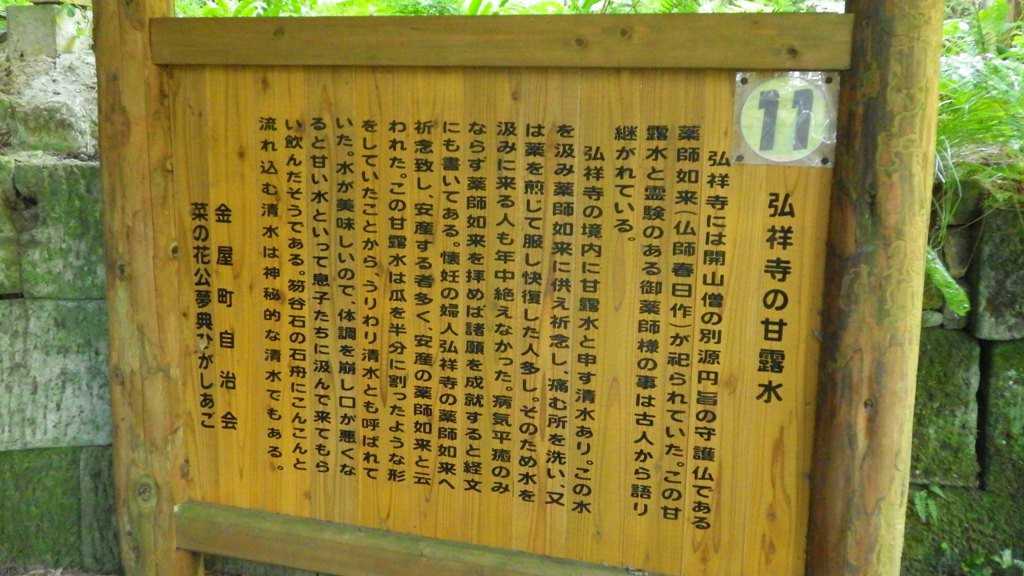 11
弘祥寺の甘露水
弘祥寺には開山僧の別源円旨の守護仏である
薬師如来(仏師春日作)が祀られていた。この甘
露水と霊験のある御薬師様の事は古人から語り
継がれている。
弘祥寺の境内に甘露水と申す清水あり。この水
を汲み薬師如来に供え祈念し、痛む所を洗い、又
は薬を煎じて服し快復した人多し。そのため水を
汲みに来る人も年中絶えなかった。病気平癒のみ
ならず薬師如来を拝めば諸願を成就すると経文
にも書いてある。懐妊の婦人弘祥寺の薬師如来へ
祈念致し、安産する者多く、安産の薬師如来と云
われた。この甘露水は瓜を半分に割ったような形
をしていたことから、うりわり清水とも呼ばれて
いた。水が美味しいので、体調を崩し口が悪くな
ると甘い水といって息子たちに汲んで来てもら
い飲んだそうである。笏谷石の石舟にこんこんと
流れ込む清水は神秘的な清水でもある。
金屋町自治会
菜の花公夢興ひがしあご